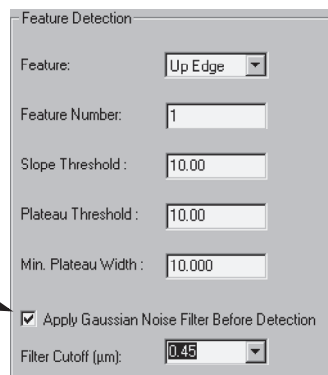 Feature Detection
Feature: Up Edge
Feature Number: 1
Slope Threshold : 10.00
Plateau Threshold : 10.00
Min. Plateau Width : 10.000
Apply Gaussian Noise Filter Before Detection
Filter Cutoff (µm): 0.45